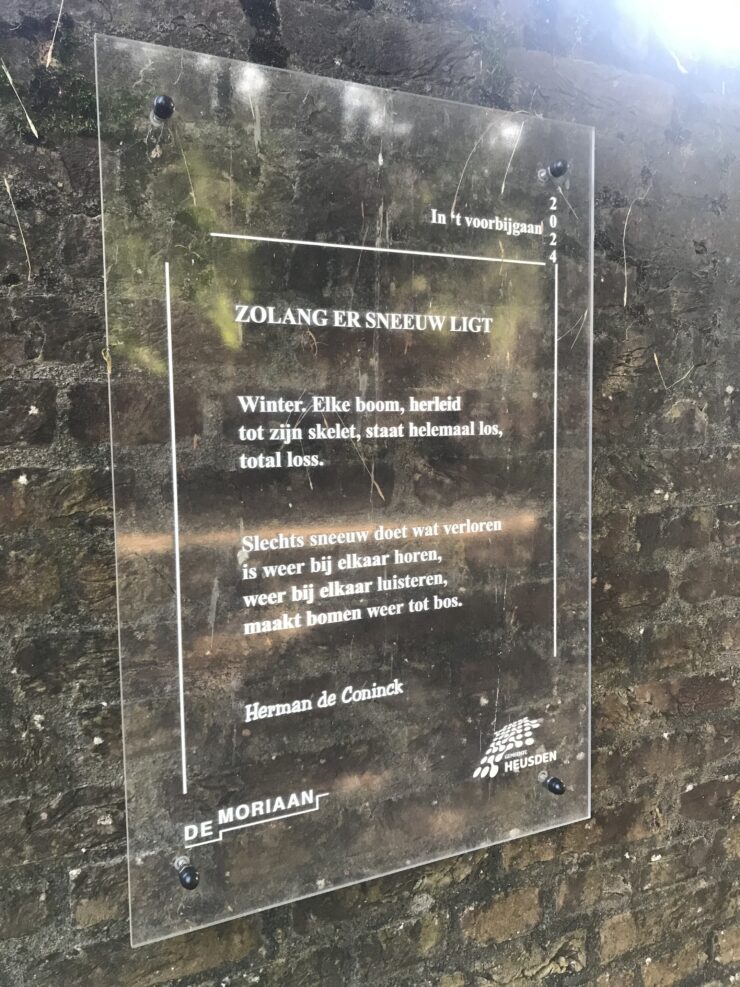 In 't voorbijgaan
2024
ZOLANG ER SNEEUW LIGT
Winter. Elke boom, herleid
tot zijn skelet, staat helemaal los,
total loss.
Slechts sneeuw doet wat verloren
is weer bij elkaar horen,
weer bij elkaar luisteren,
maakt bomen weer tot bos.
Herman de Coninck
GEMEENTE
HEUSDEN
DE MORIAAN